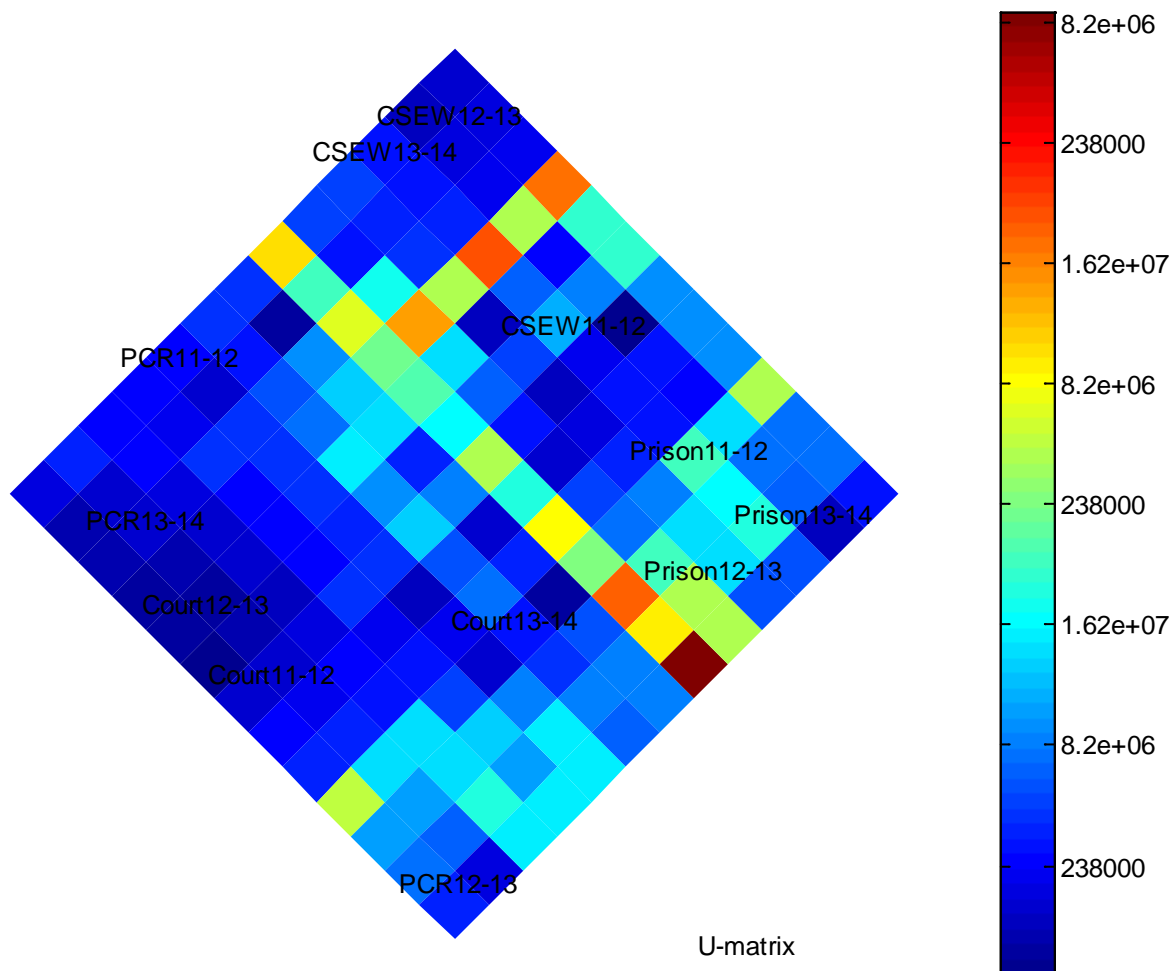 8.2e+06
CSEW12-13
238000
CSEW13-14
1.62e+07
CSEW11-12
PCR11-12
8.2e+06
Prison11-12
238000
Prison13-14
PCR13-14
Prison12-13
Court12-13
Court13-14
1.62e+07
Court11-12
8.2e+06
238000
PCR12-13
U-matrix